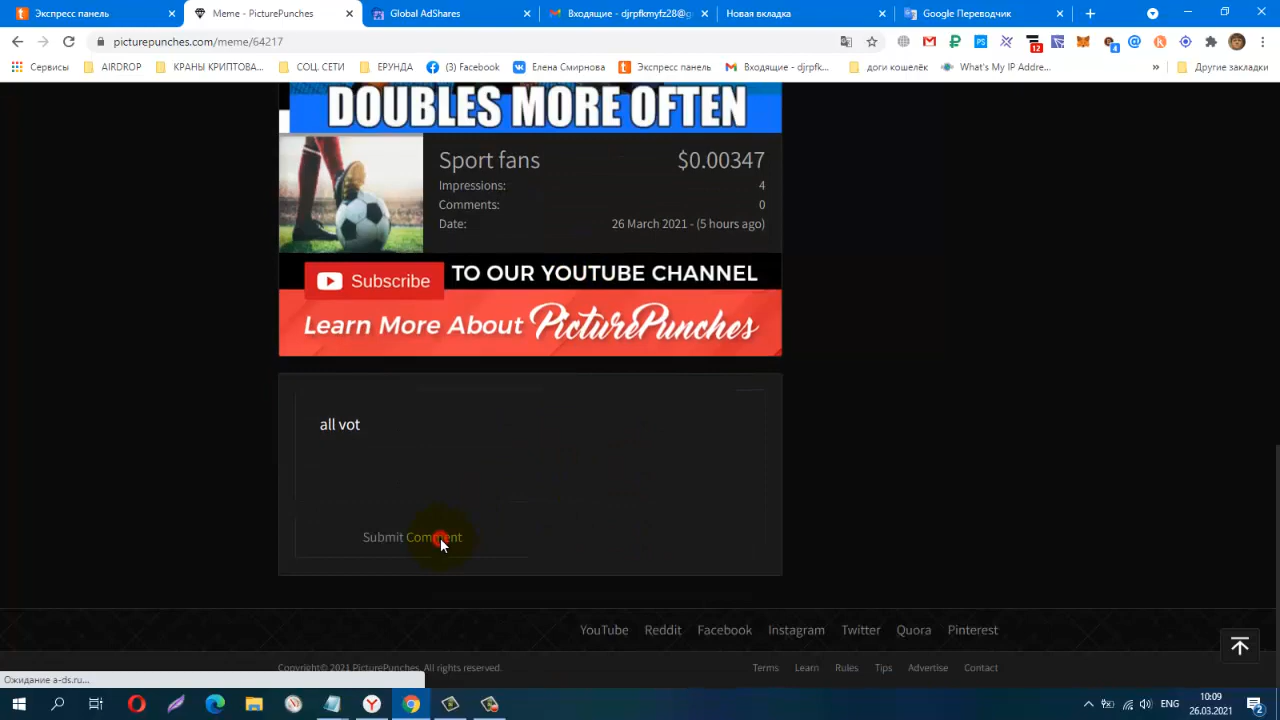 Экспресс панель
Meme - PicturePunches
Global AdShares
Входящие - djrpfkmyfz28@g
Новая вкладка
Google Переводчик
picturepunches.com/meme/64217
12
4
Сервисы
AIRDROP
КРАНЫ КРИПТОВА...
СОЦ. СЕТИ
ЕРУНДА
(3) Facebook
Елена Смирнова
Экспресс панель
Входящие - djrpfk...
доги кошелёк
What's My IP Addre...
»
Другие закладки
DOUBLES MORE OFTEN
Sport fans $0.00347
Impressions: 4
Comments: 0
Date: 26 March 2021 - (5 hours ago)
Subscribe TO OUR YOUTUBE CHANNEL
Learn More About PicturePunches
all vot
Submit Comment
YouTube Reddit Facebook Instagram Twitter Quora Pinterest
Copyright© 2021 PicturePunches. All rights reserved.
Terms Learn Rules Tips Advertise Contact
Ожидание a-ds.ru...
10:09
26.03.2021
2